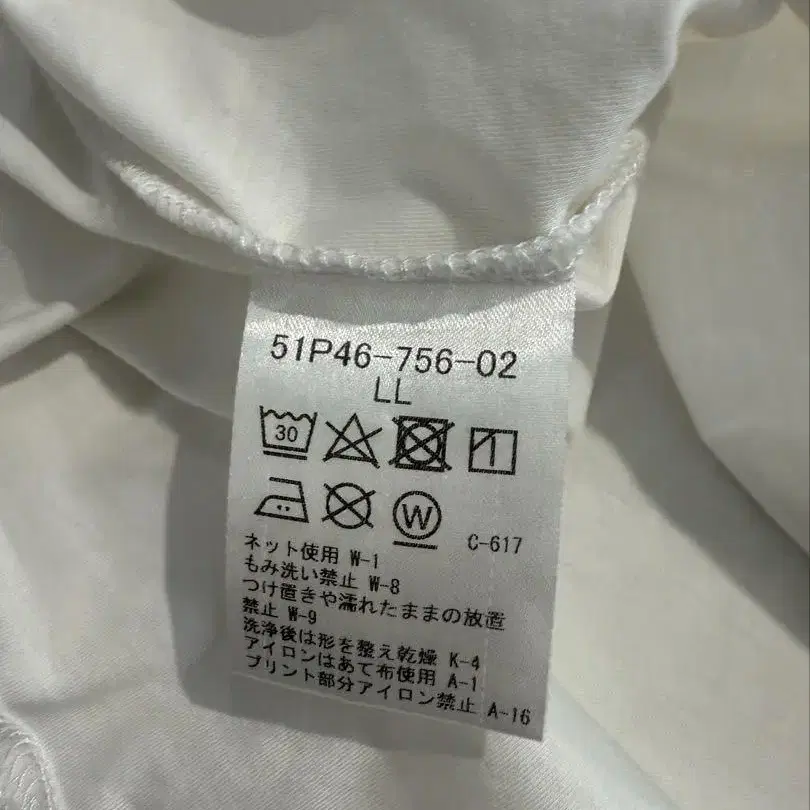 51P46-756-02
LL
30
W
C-617
ネット使用 W-1
もみ洗い禁止 W-8
つけ置きや濡れたままの放置
禁止 W-9
洗浄後は形を整え乾燥 K-4
アイロンはあて布使用 A-1
プリント部分アイロン禁止 A-16